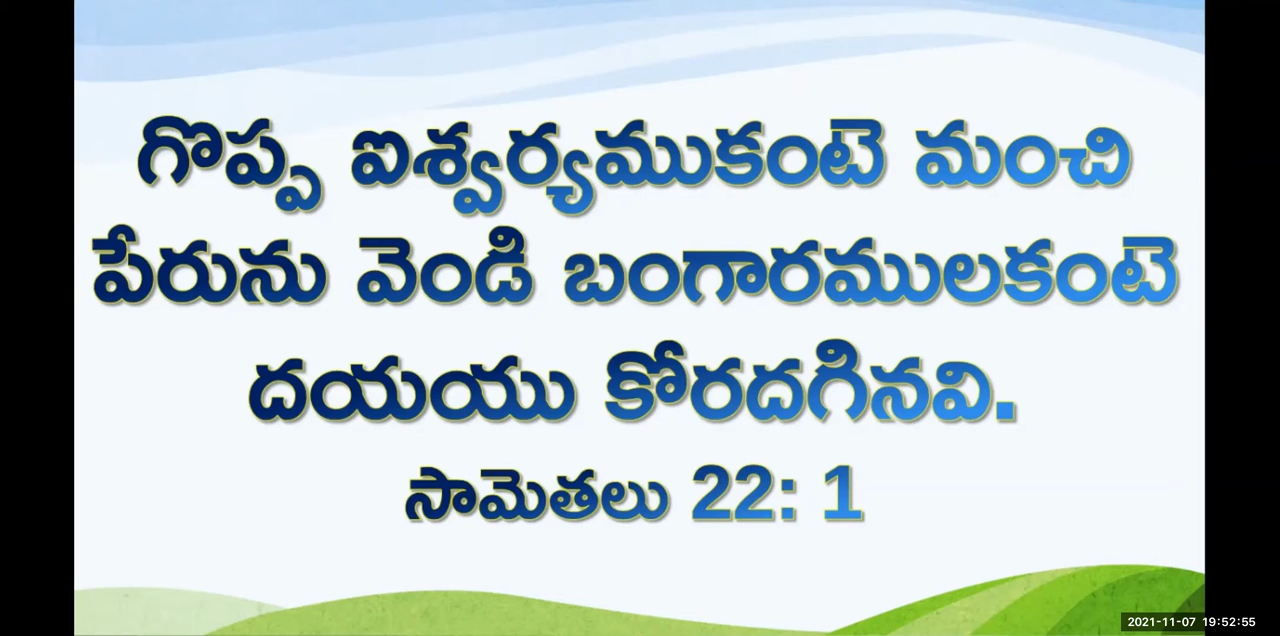 గొప్ప ఐశ్వర్యముకంటె మంచి
పేరును వెండి బంగారములకంటె
దయయు కోరదగినవి.
సామెతలు 22: 1
2021-11-07 19:52:55